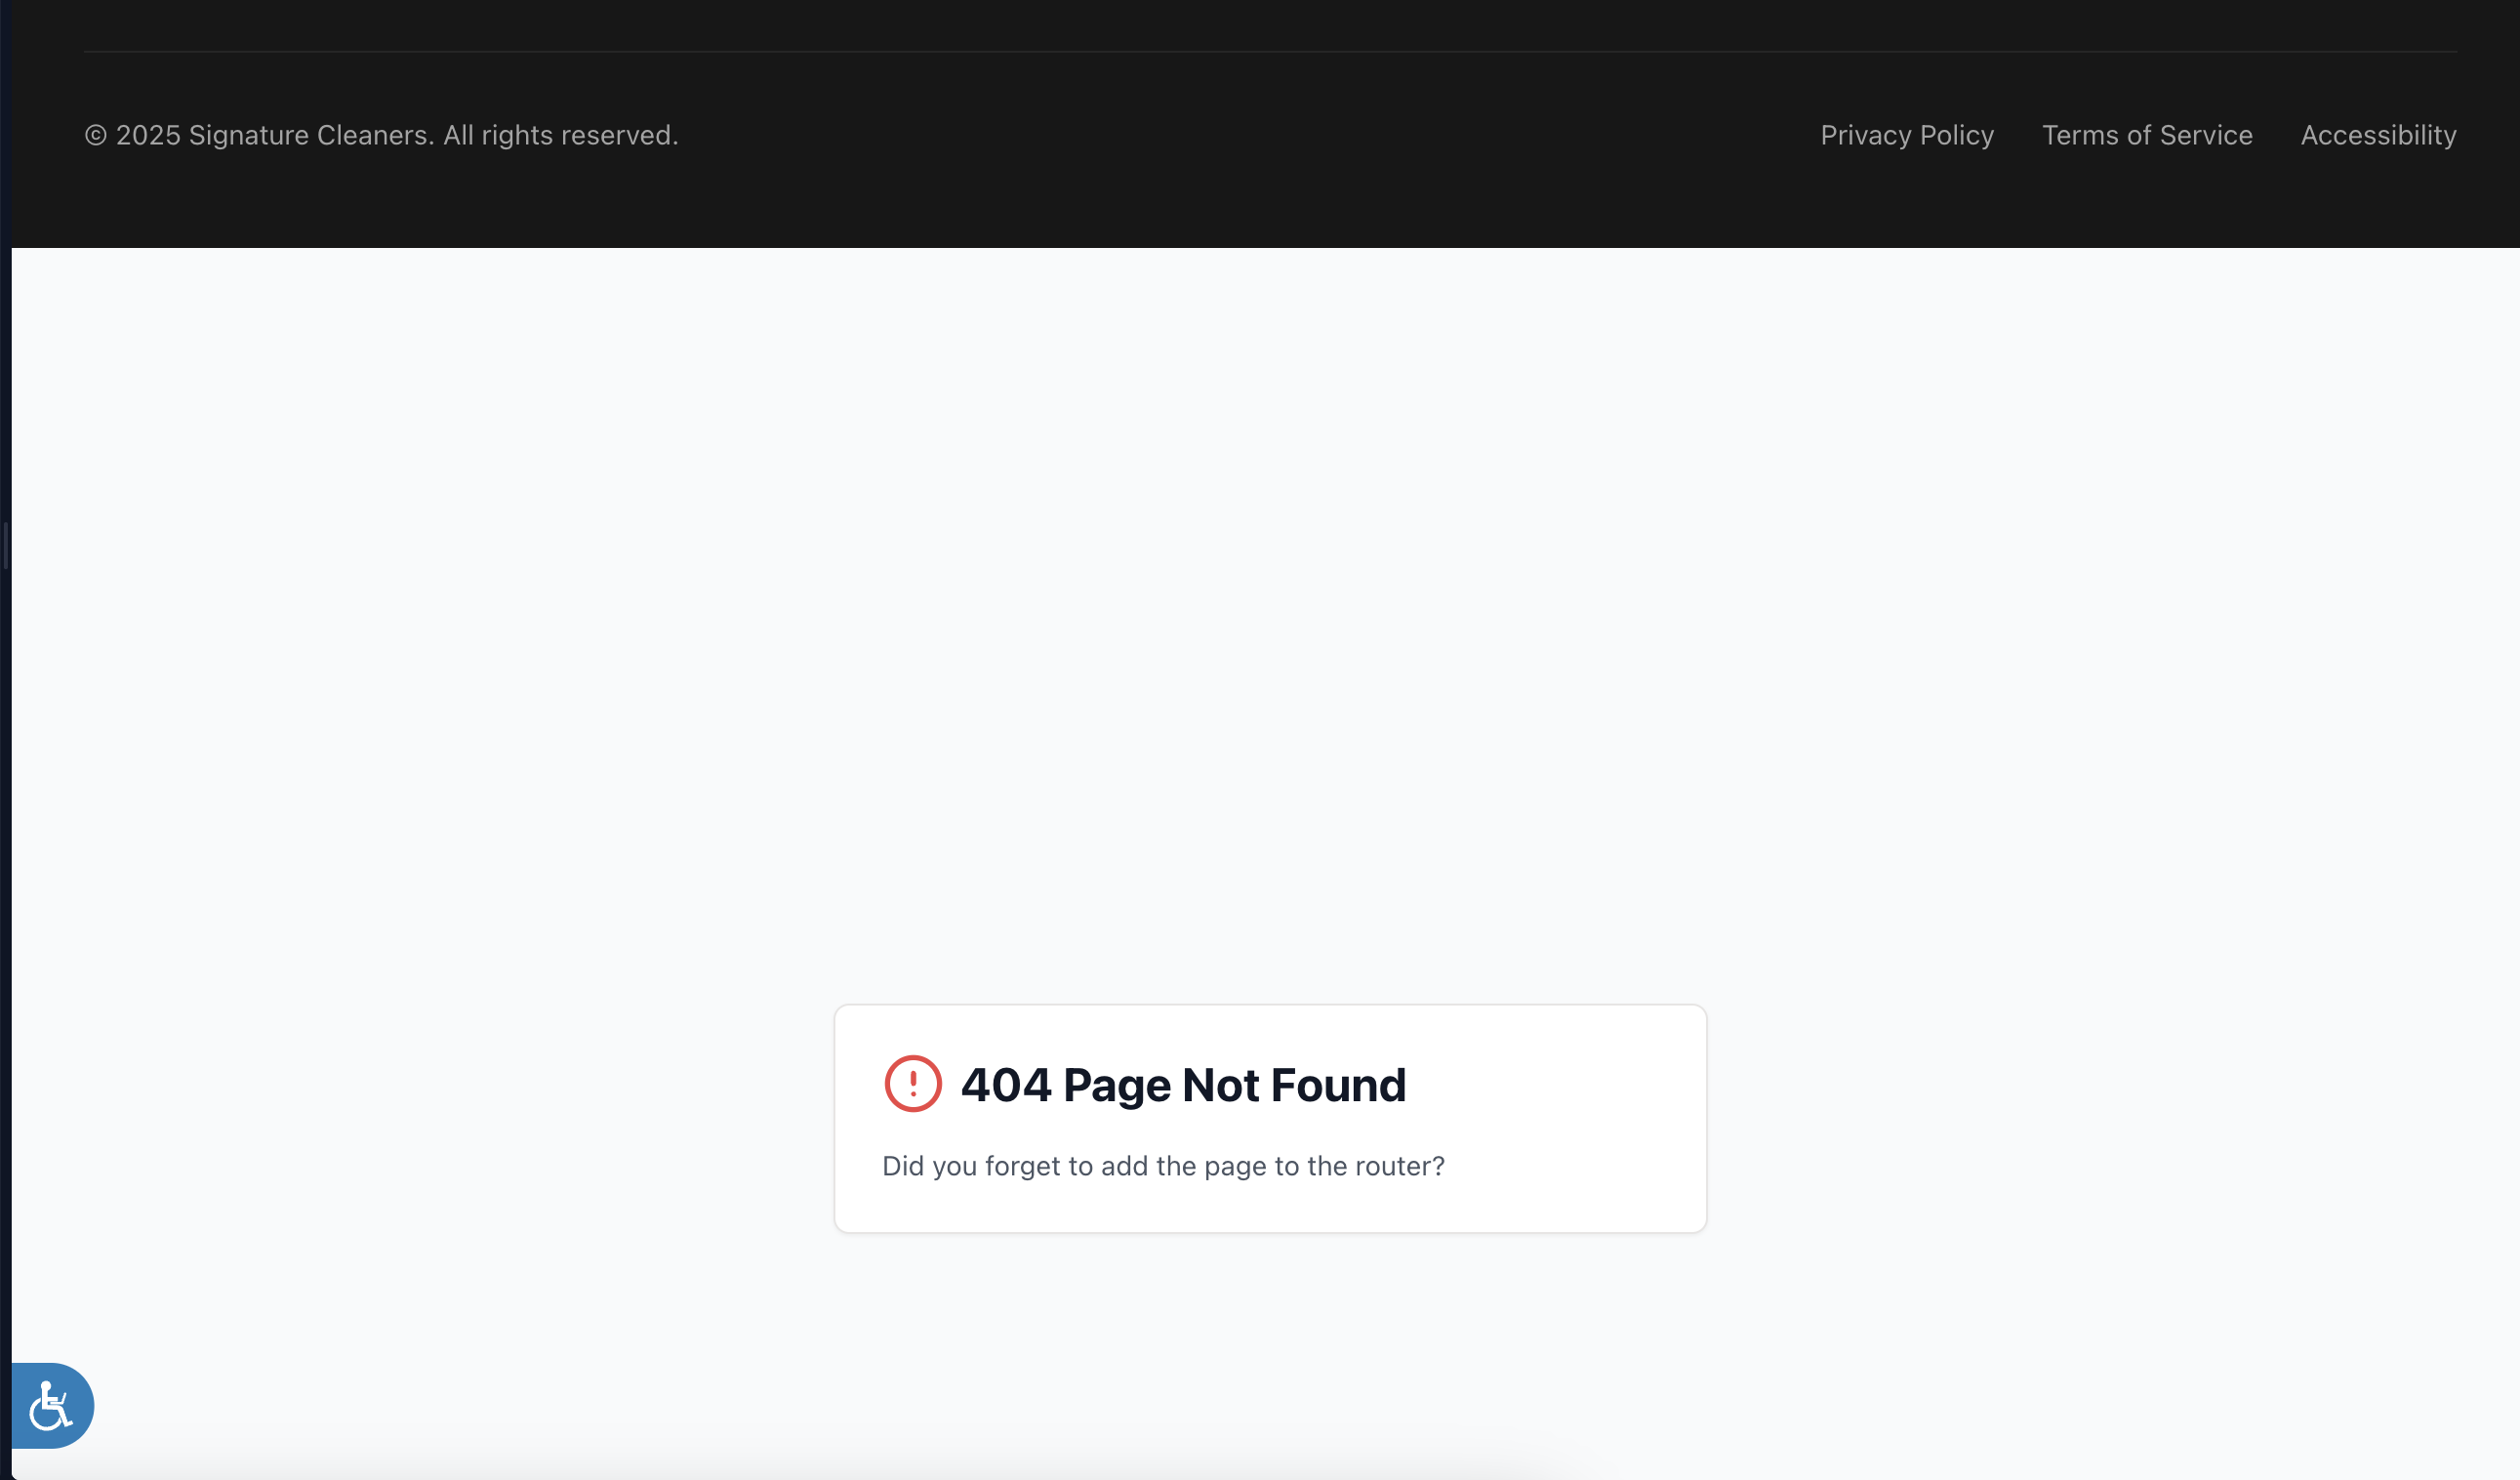 © 2025 Signature Cleaners. All rights reserved.
Privacy Policy
Terms of Service
Accessibility
404 Page Not Found
Did you forget to add the page to the router?